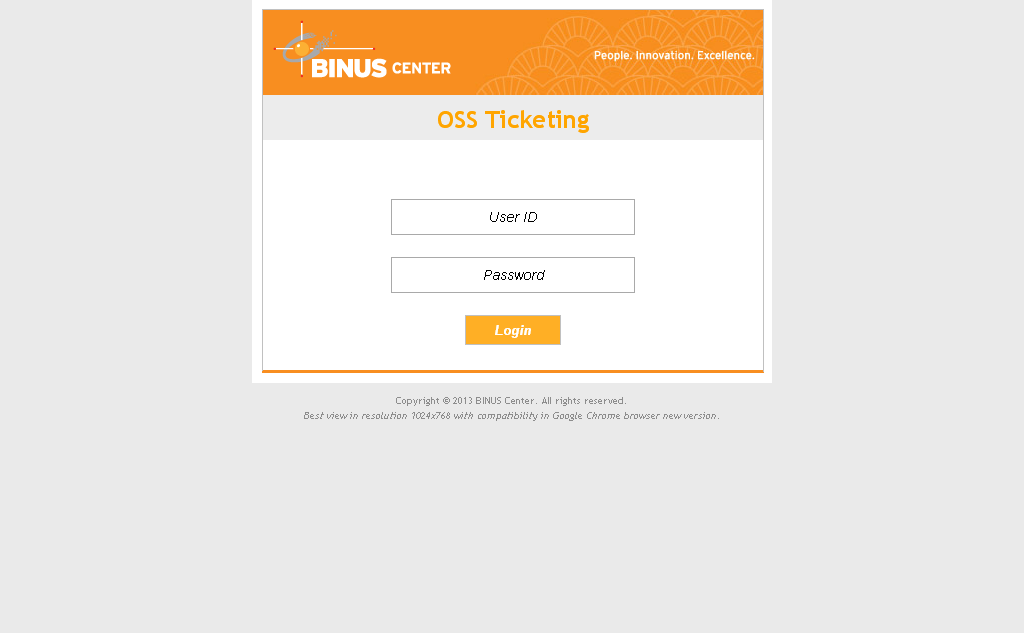 BINUS CENTER
People. Innovation. Excellence.
OSS Ticketing
User ID
Password
Login
Copyright © 2013 BINUS Center. All rights reserved.
Best view in resolution 1024x768 with compatibility in Google Chrome browser new version.